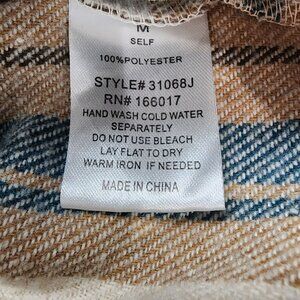 M
SELF
100%POLYESTER
STYLE# 31068J
RN# 166017
HAND WASH COLD WATER
SEPARATELY
DO NOT USE BLEACH
LAY FLAT TO DRY
WARM IRON IF NEEDED
MADE IN CHINA